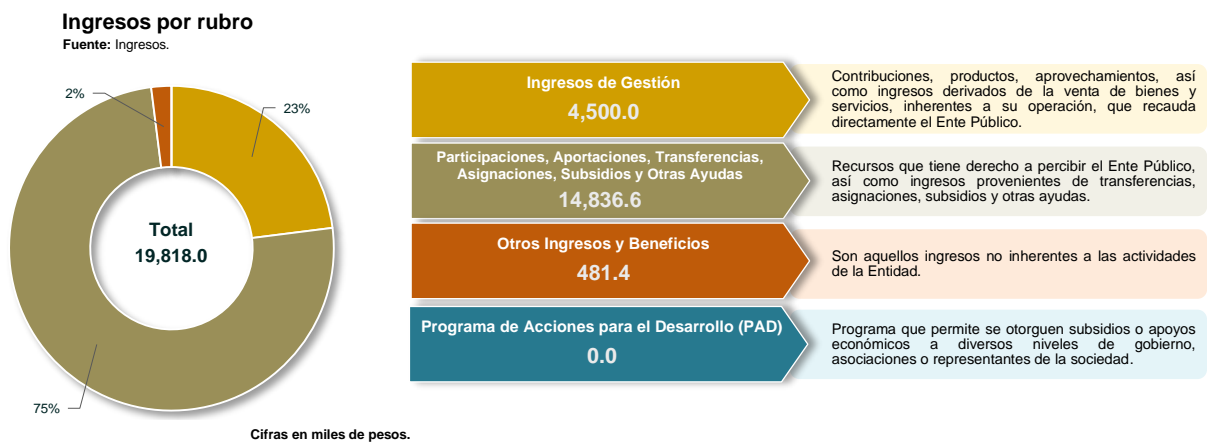 Ingresos por rubro
Fuente: Ingresos.
2%
23%
75%
Total
19,818.0
Ingresos de Gestión
4,500.0
Contribuciones, productos, aprovechamientos, así
como ingresos derivados de la venta de bienes y
servicios, inherentes a su operación, que recauda
directamente el Ente Público.
Participaciones, Aportaciones, Transferencias,
Asignaciones, Subsidios y Otras Ayudas
14,836.6
Recursos que tiene derecho a percibir el Ente Público,
así como ingresos provenientes de transferencias,
asignaciones, subsidios y otras ayudas.
Otros Ingresos y Beneficios
481.4
Son aquellos ingresos no inherentes a las actividades
de la Entidad.
Programa de Acciones para el Desarrollo (PAD)
0.0
Programa que permite se otorguen subsidios o apoyos
económicos a diversos niveles de gobierno,
asociaciones o representantes de la sociedad.
Cifras en miles de pesos.